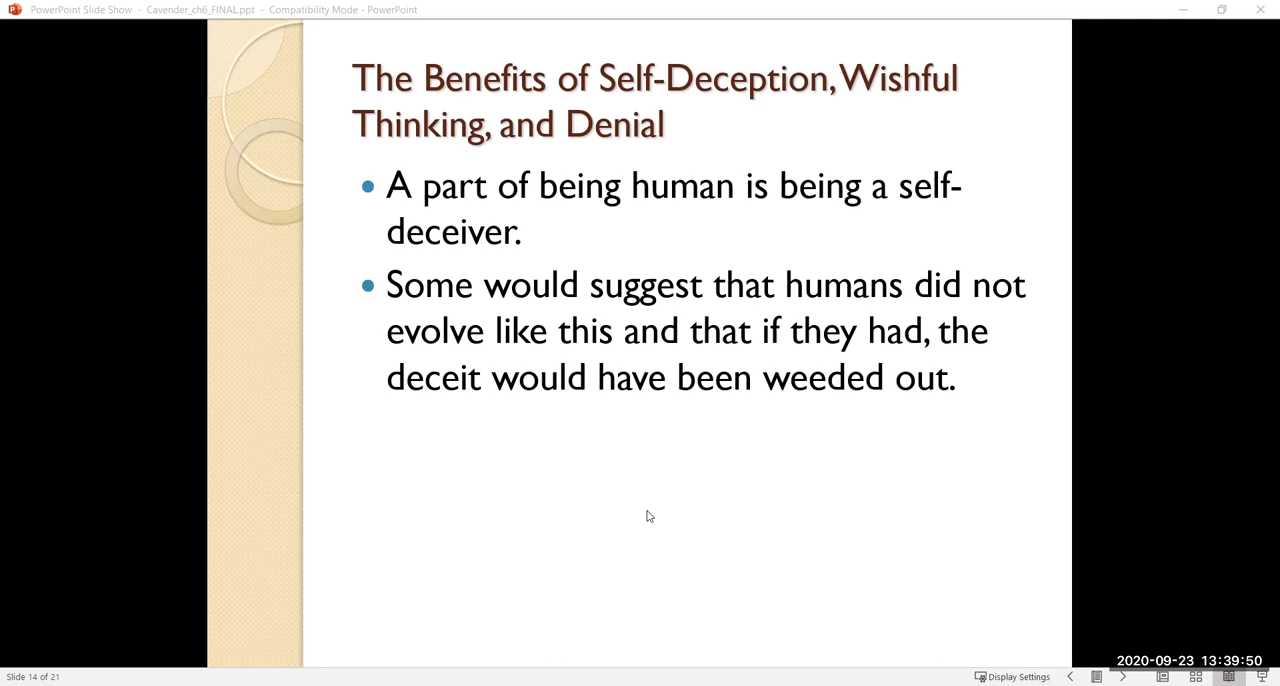 PowerPoint Slide Show - Cavender_ch6_FINAL.ppt - Compatibility Mode - PowerPoint
The Benefits of Self-Deception, Wishful
Thinking, and Denial
• A part of being human is being a self-
deceiver.
• Some would suggest that humans did not
evolve like this and that if they had, the
deceit would have been weeded out.
2020-09-23 13:39:50
Slide 14 of 21
Display Settings